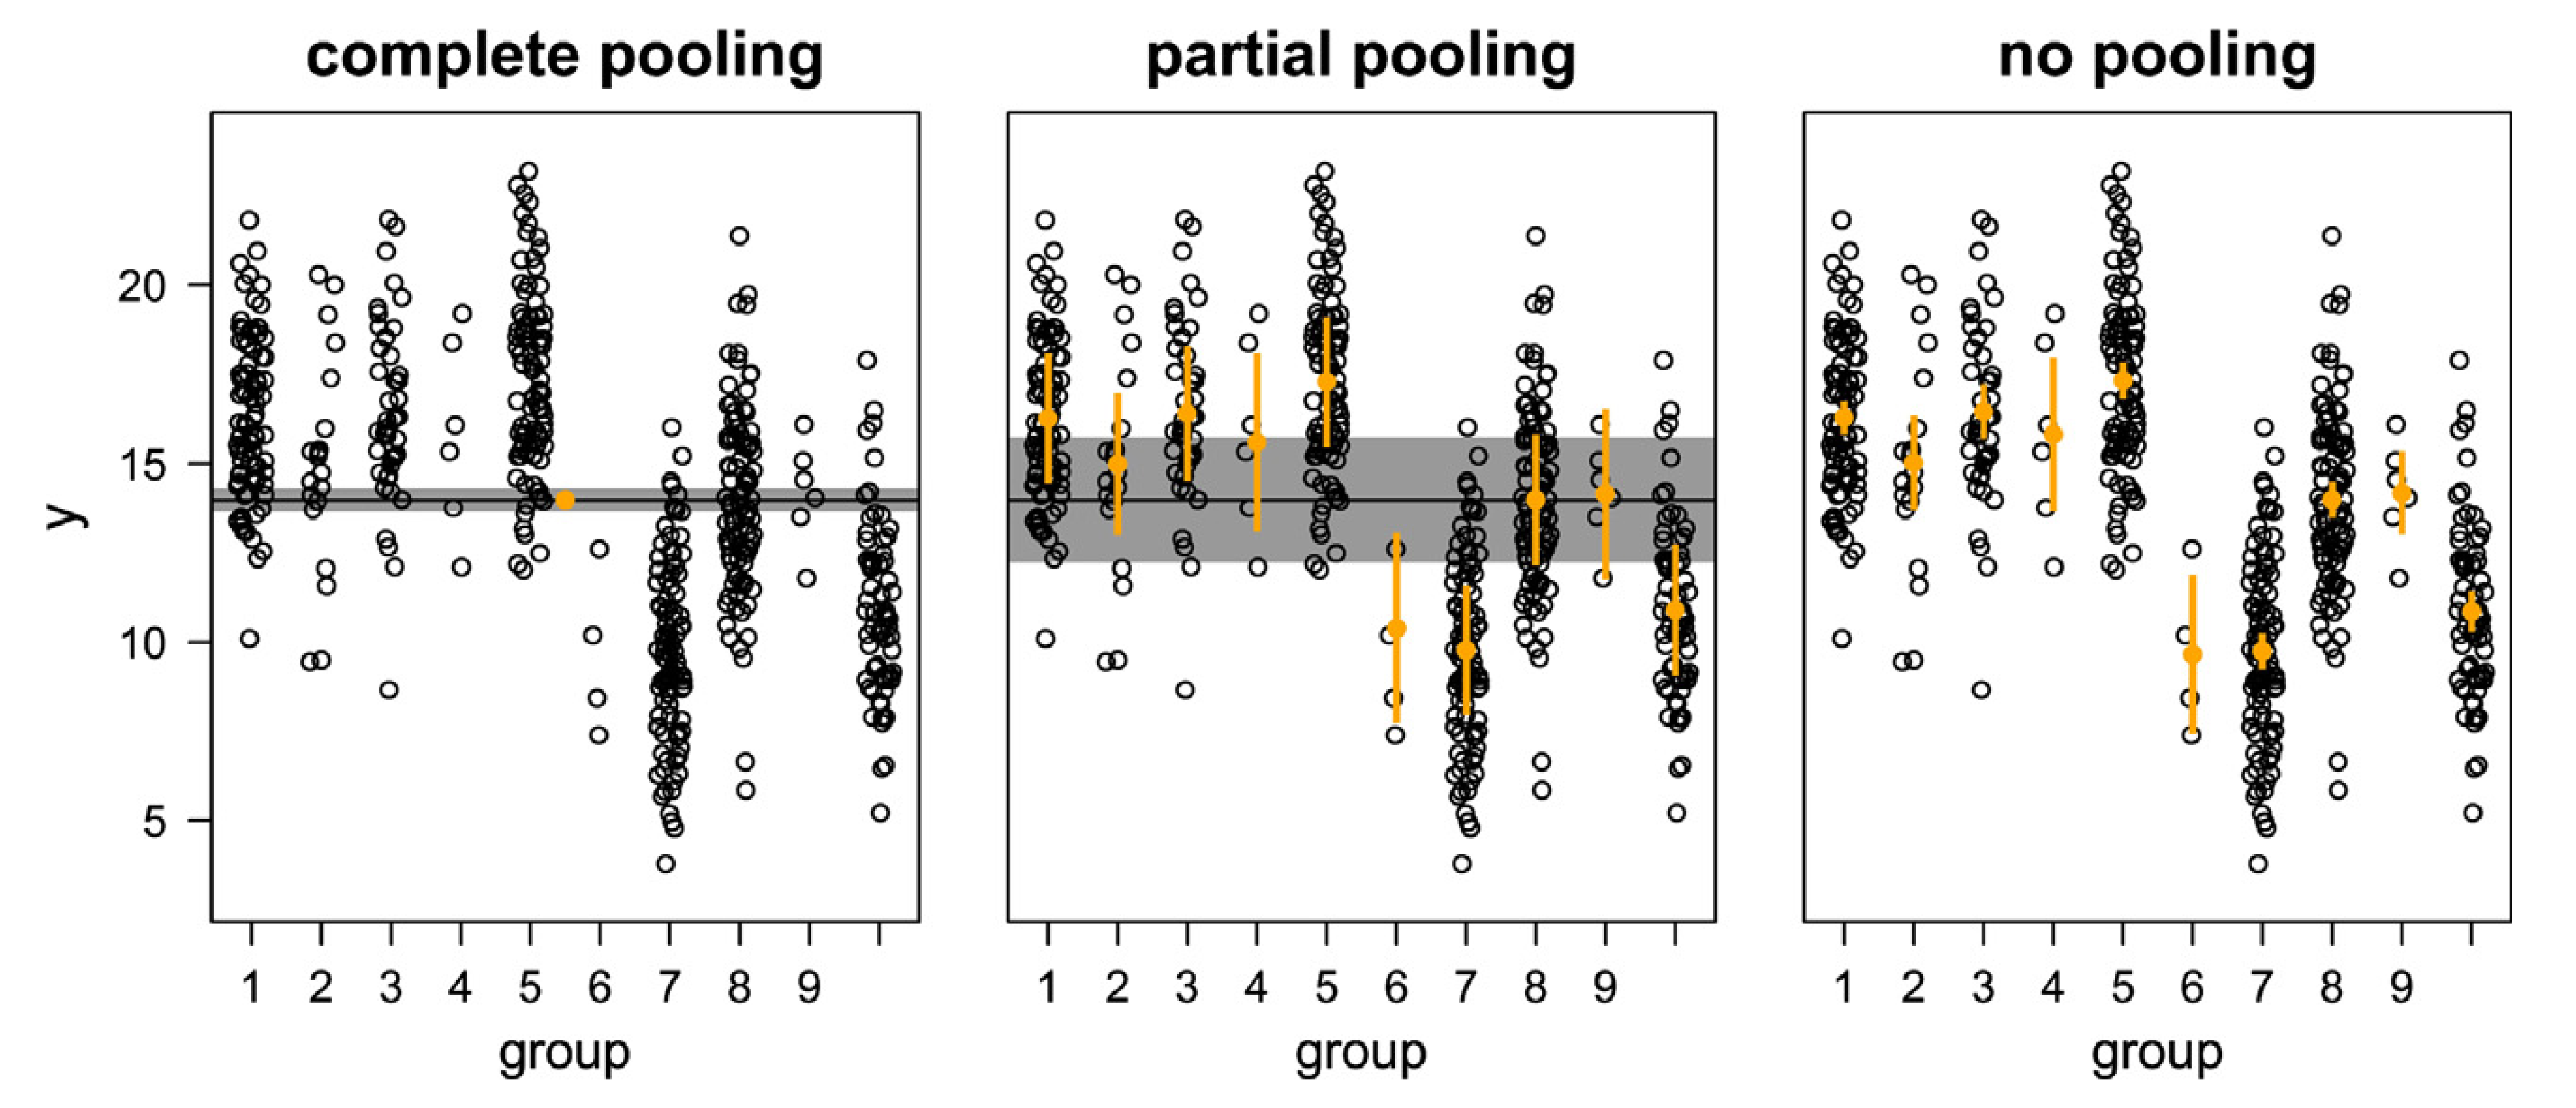 complete pooling
partial pooling
no pooling
y
20
15
10
5
1 2 3 4 5 6 7 8 9
1 2 3 4 5 6 7 8 9
1 2 3 4 5 6 7 8 9
group
group
group